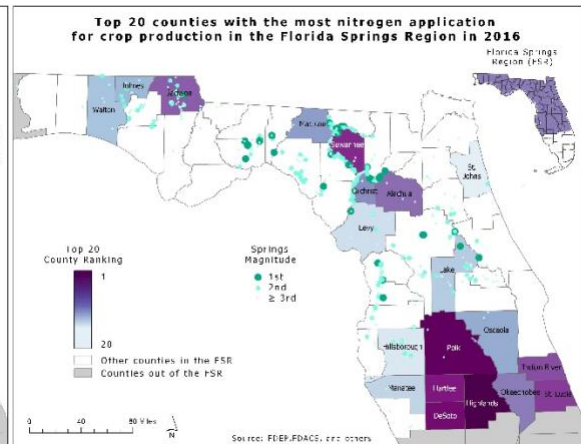 Top 20 counties with the most nitrogen application
for crop production in the Florida Springs Region in 2016
Florida Springs
Region (FSR)
Holmes
Jackson
Walton
Madison
Suwannee
St.
Johns
Gilchrist
Alachua
Levy
Top 20
County Ranking
1
20
Springs
Magnitude
1st
2nd
≥ 3rd
Lake
Osceola
Hillsborough
Polk
Indian River
Manatee
Hardee
Okeechobee
St. Lucie
Highlands
DeSoto
Other counties in the FSR
Counties out of the FSR
0
40
80 Miles
N
Source: FDEP,FDACS, and others